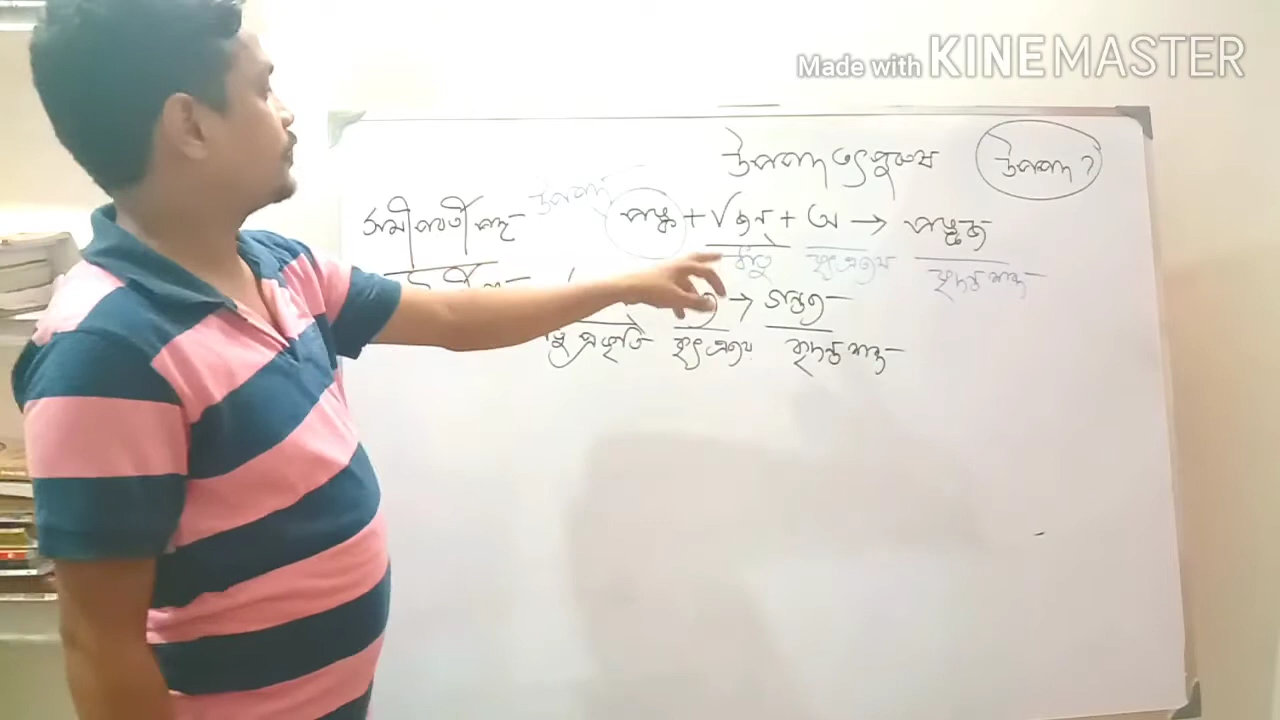 Made with KINEMASTER
উপপদ তৎপুরুষ
উপপদ ?
সমীপবর্তী পদ
উপপদ
পঙ্ক + √জন + অ → পঙ্কজ
ধাতু কৃৎ প্রত্যয় কৃদন্ত শব্দ
→
প্রকৃতি কৃৎ প্রত্যয় কৃদন্ত শব্দ